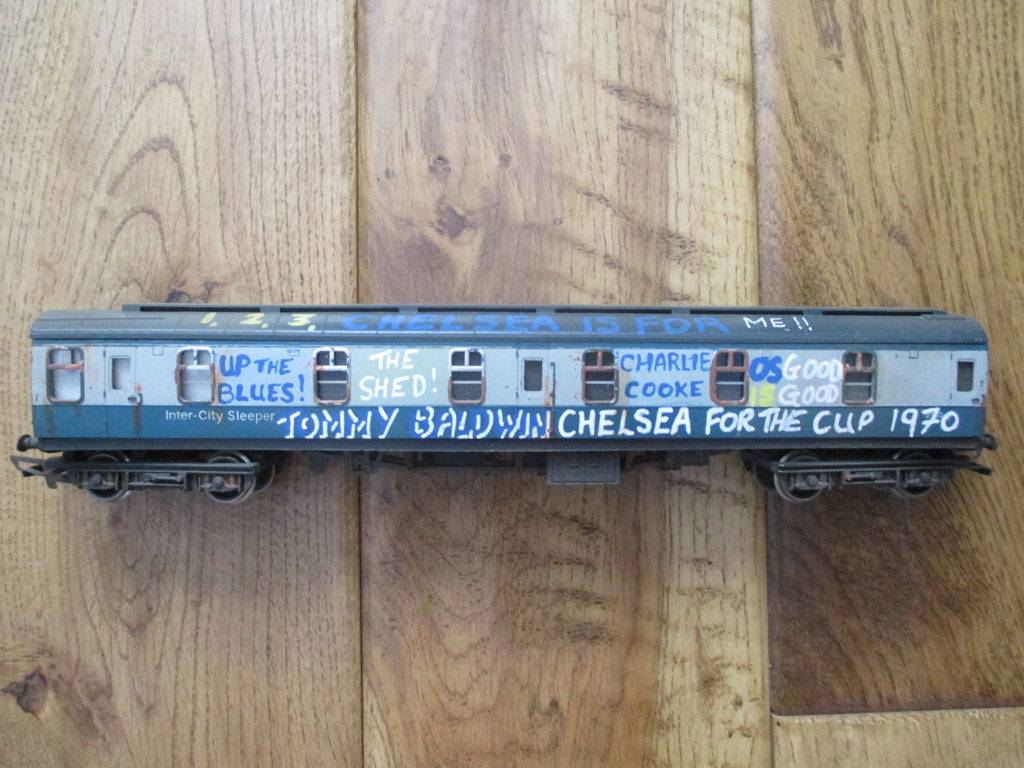 1, 2, 3, CHELSEA IS FOR ME!!
UP THE
BLUES!
THE
SHED!
CHARLIE
COOKE
OS GOOD
IS GOOD
Inter-City Sleeper
TOMMY BALDWIN CHELSEA FOR THE CUP 1970